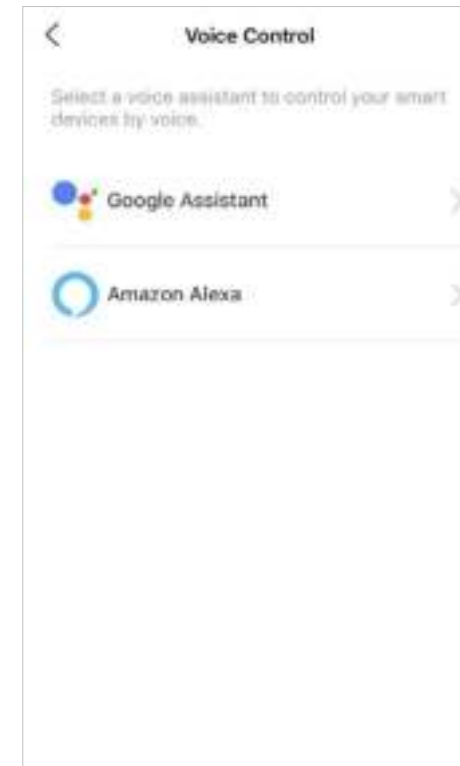 Voice Control
Select a voice assistant to control your smart
devices by voice.
Google Assistant
Amazon Alexa